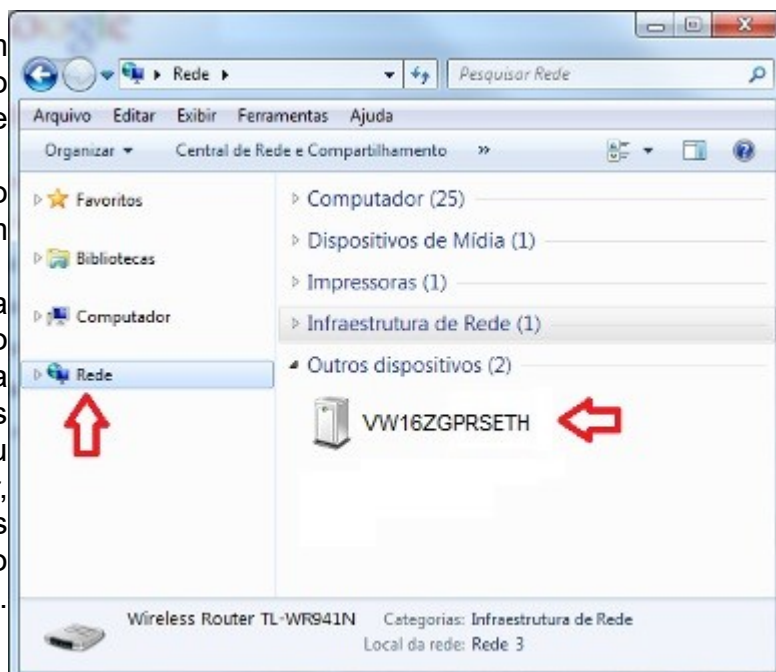 Rede
Pesquisar Rede
Arquivo Editar Exibir Ferramentas Ajuda
Organizar Central de Rede e Compartilhamento »
Favoritos
Bibliotecas
Computador
Rede
Computador (25)
Dispositivos de Mídia (1)
Impressoras (1)
Infraestrutura de Rede (1)
Outros dispositivos (2)
VW16ZGPRSETH
Wireless Router TL-WR941N Categorias: Infraestrutura de Rede
Local da rede: Rede 3